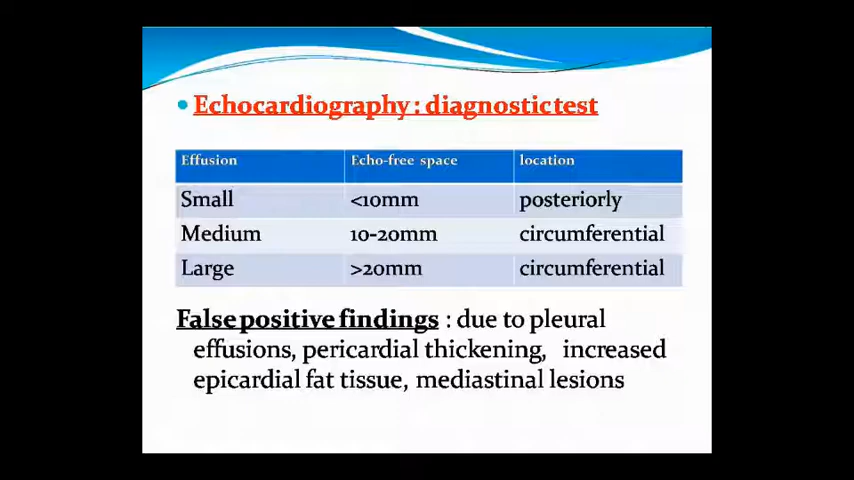 Echocardiography : diagnostic test
Effusion Echo-free space location
Small <10mm posteriorly
Medium 10-20mm circumferential
Large >20mm circumferential
False positive findings : due to pleural
effusions, pericardial thickening, increased
epicardial fat tissue, mediastinal lesions